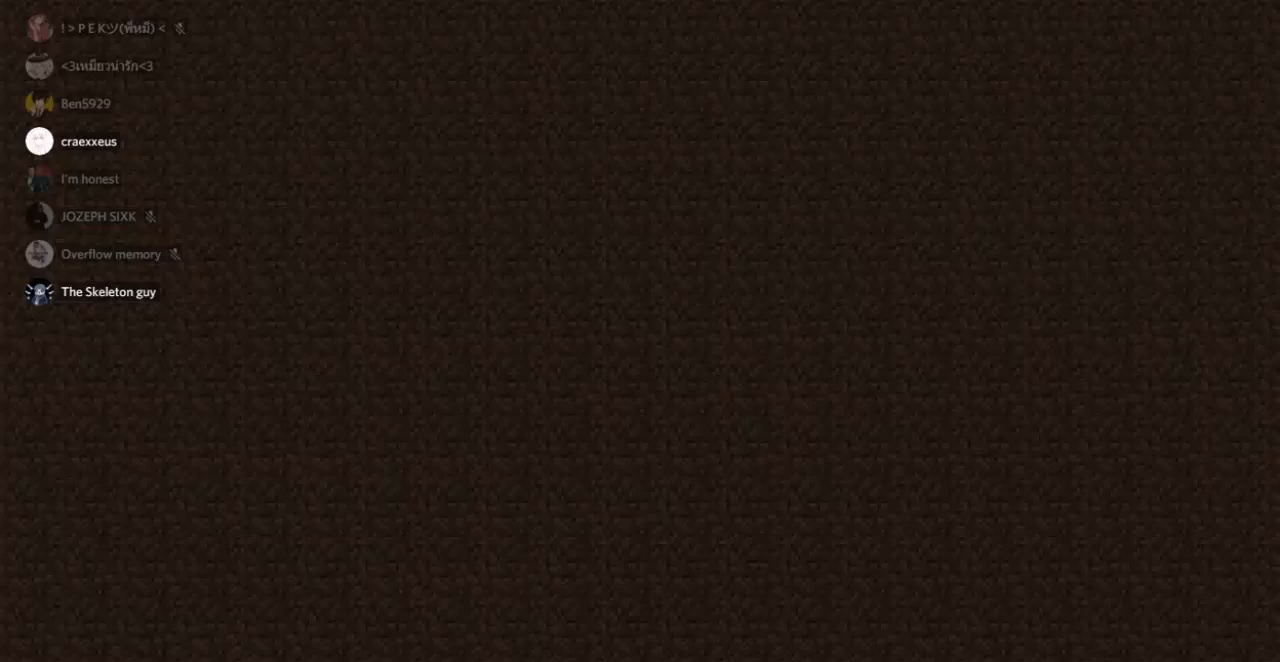 ! > P E Kツ(พี่หมี) <
<3เหมียวน่ารัก<3
Ben5929
craexxeus
I'm honest
JOZEPH SIXK
Overflow memory
The Skeleton guy